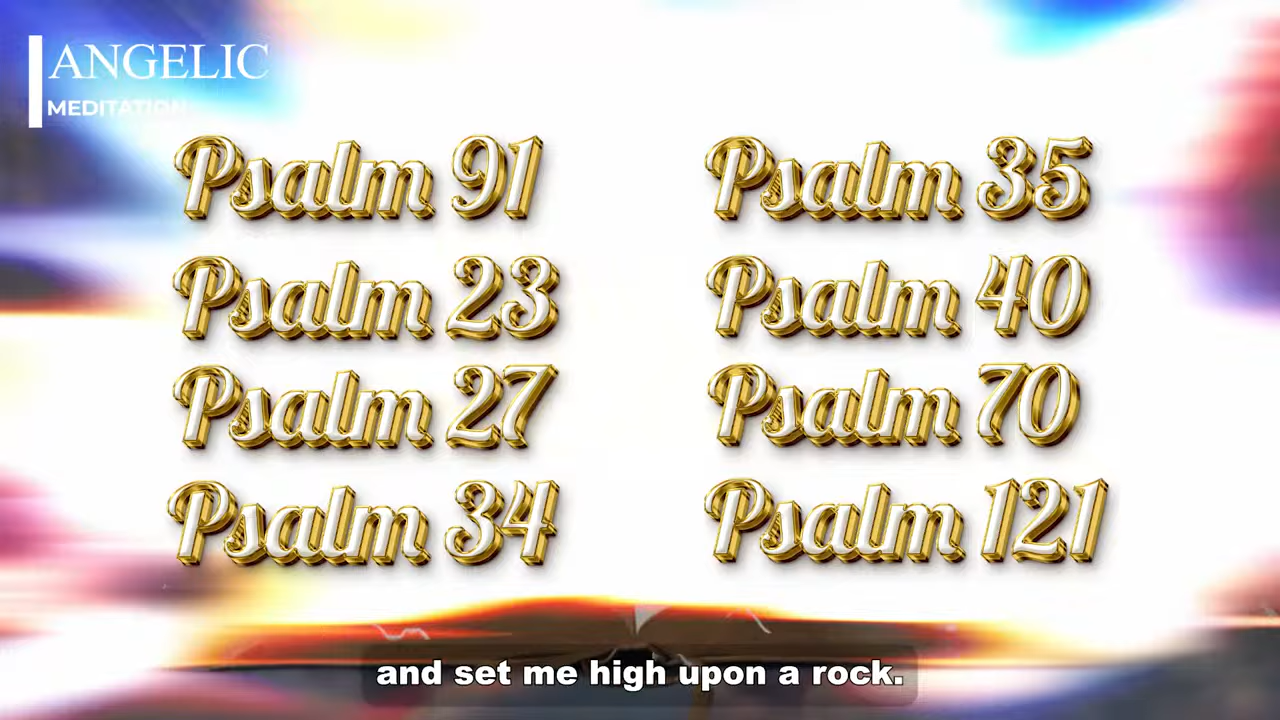 ANGELIC
MEDITATION
Psalm 91
Psalm 23
Psalm 27
Psalm 34
Psalm 35
Psalm 40
Psalm 70
Psalm 121
and set me high upon a rock.